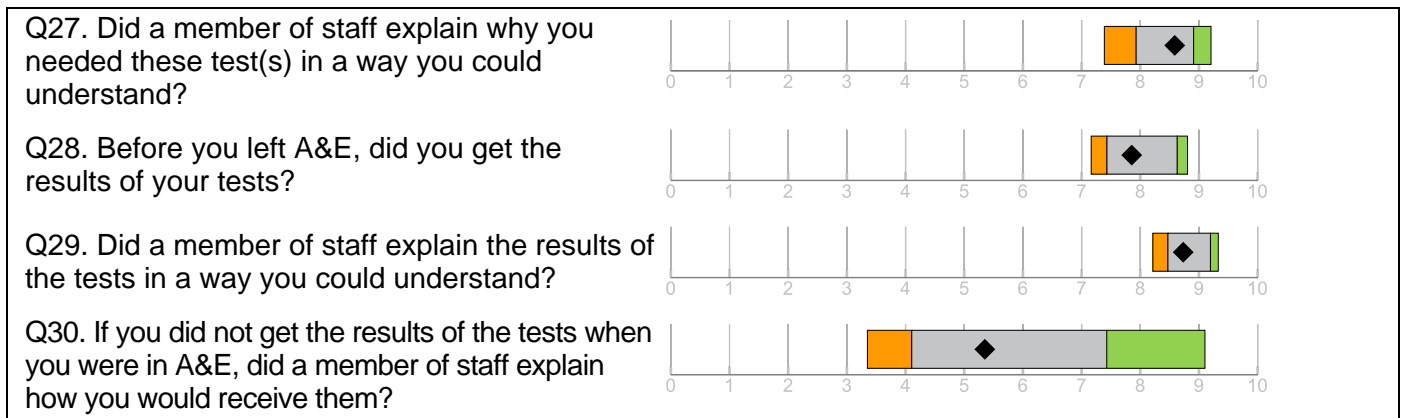 Q27. Did a member of staff explain why you
needed these test(s) in a way you could
understand?
0 1 2 3 4 5 6 7 8 9 10
Q28. Before you left A&E, did you get the
results of your tests?
0 1 2 3 4 5 6 7 8 9 10
Q29. Did a member of staff explain the results of
the tests in a way you could understand?
0 1 2 3 4 5 6 7 8 9 10
Q30. If you did not get the results of the tests when
you were in A&E, did a member of staff explain
how you would receive them?
0 1 2 3 4 5 6 7 8 9 10